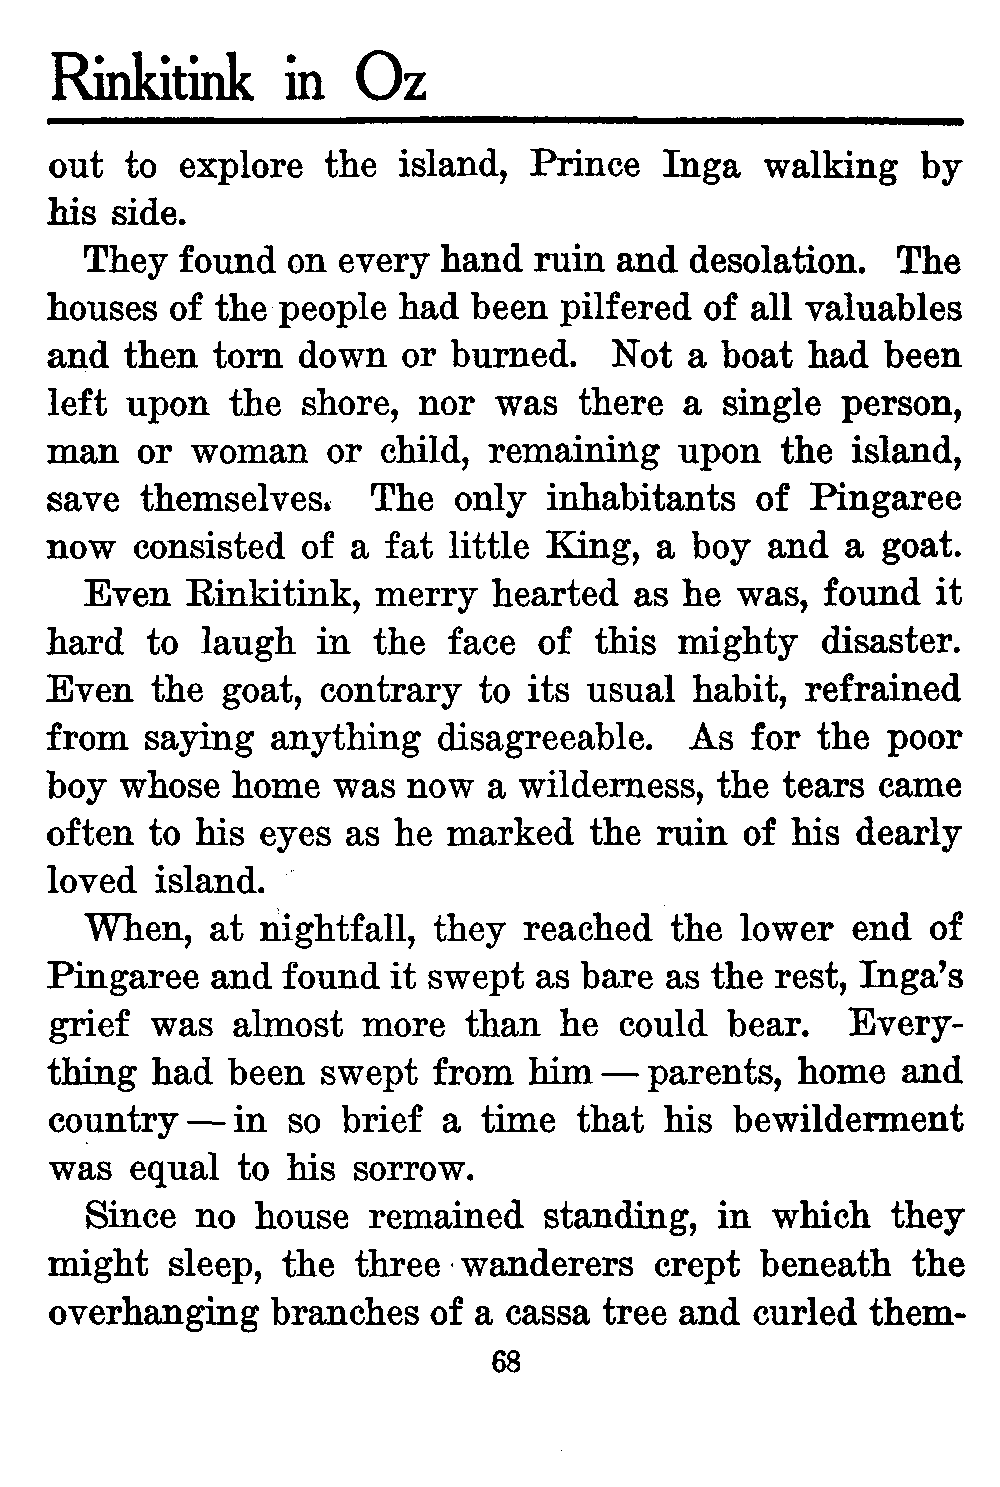 Rinkitink in Oz
out to explore the island, Prince Inga walking by
his side.
They found on every hand ruin and desolation. The
houses of the people had been pilfered of all valuables
and then torn down or burned. Not a boat had been
left upon the shore, nor was there a single person,
man or woman or child, remaining upon the island,
save themselves. The only inhabitants of Pingaree
now consisted of a fat little King, a boy and a goat.
Even Rinkitink, merry hearted as he was, found it
hard to laugh in the face of this mighty disaster.
Even the goat, contrary to its usual habit, refrained
from saying anything disagreeable. As for the poor
boy whose home was now a wilderness, the tears came
often to his eyes as he marked the ruin of his dearly
loved island.
When, at nightfall, they reached the lower end of
Pingaree and found it swept as bare as the rest, Inga's
grief was almost more than he could bear. Every-
thing had been swept from him — parents, home and
country — in so brief a time that his bewilderment
was equal to his sorrow.
Since no house remained standing, in which they
might sleep, the three wanderers crept beneath the
overhanging branches of a cassa tree and curled them-
68